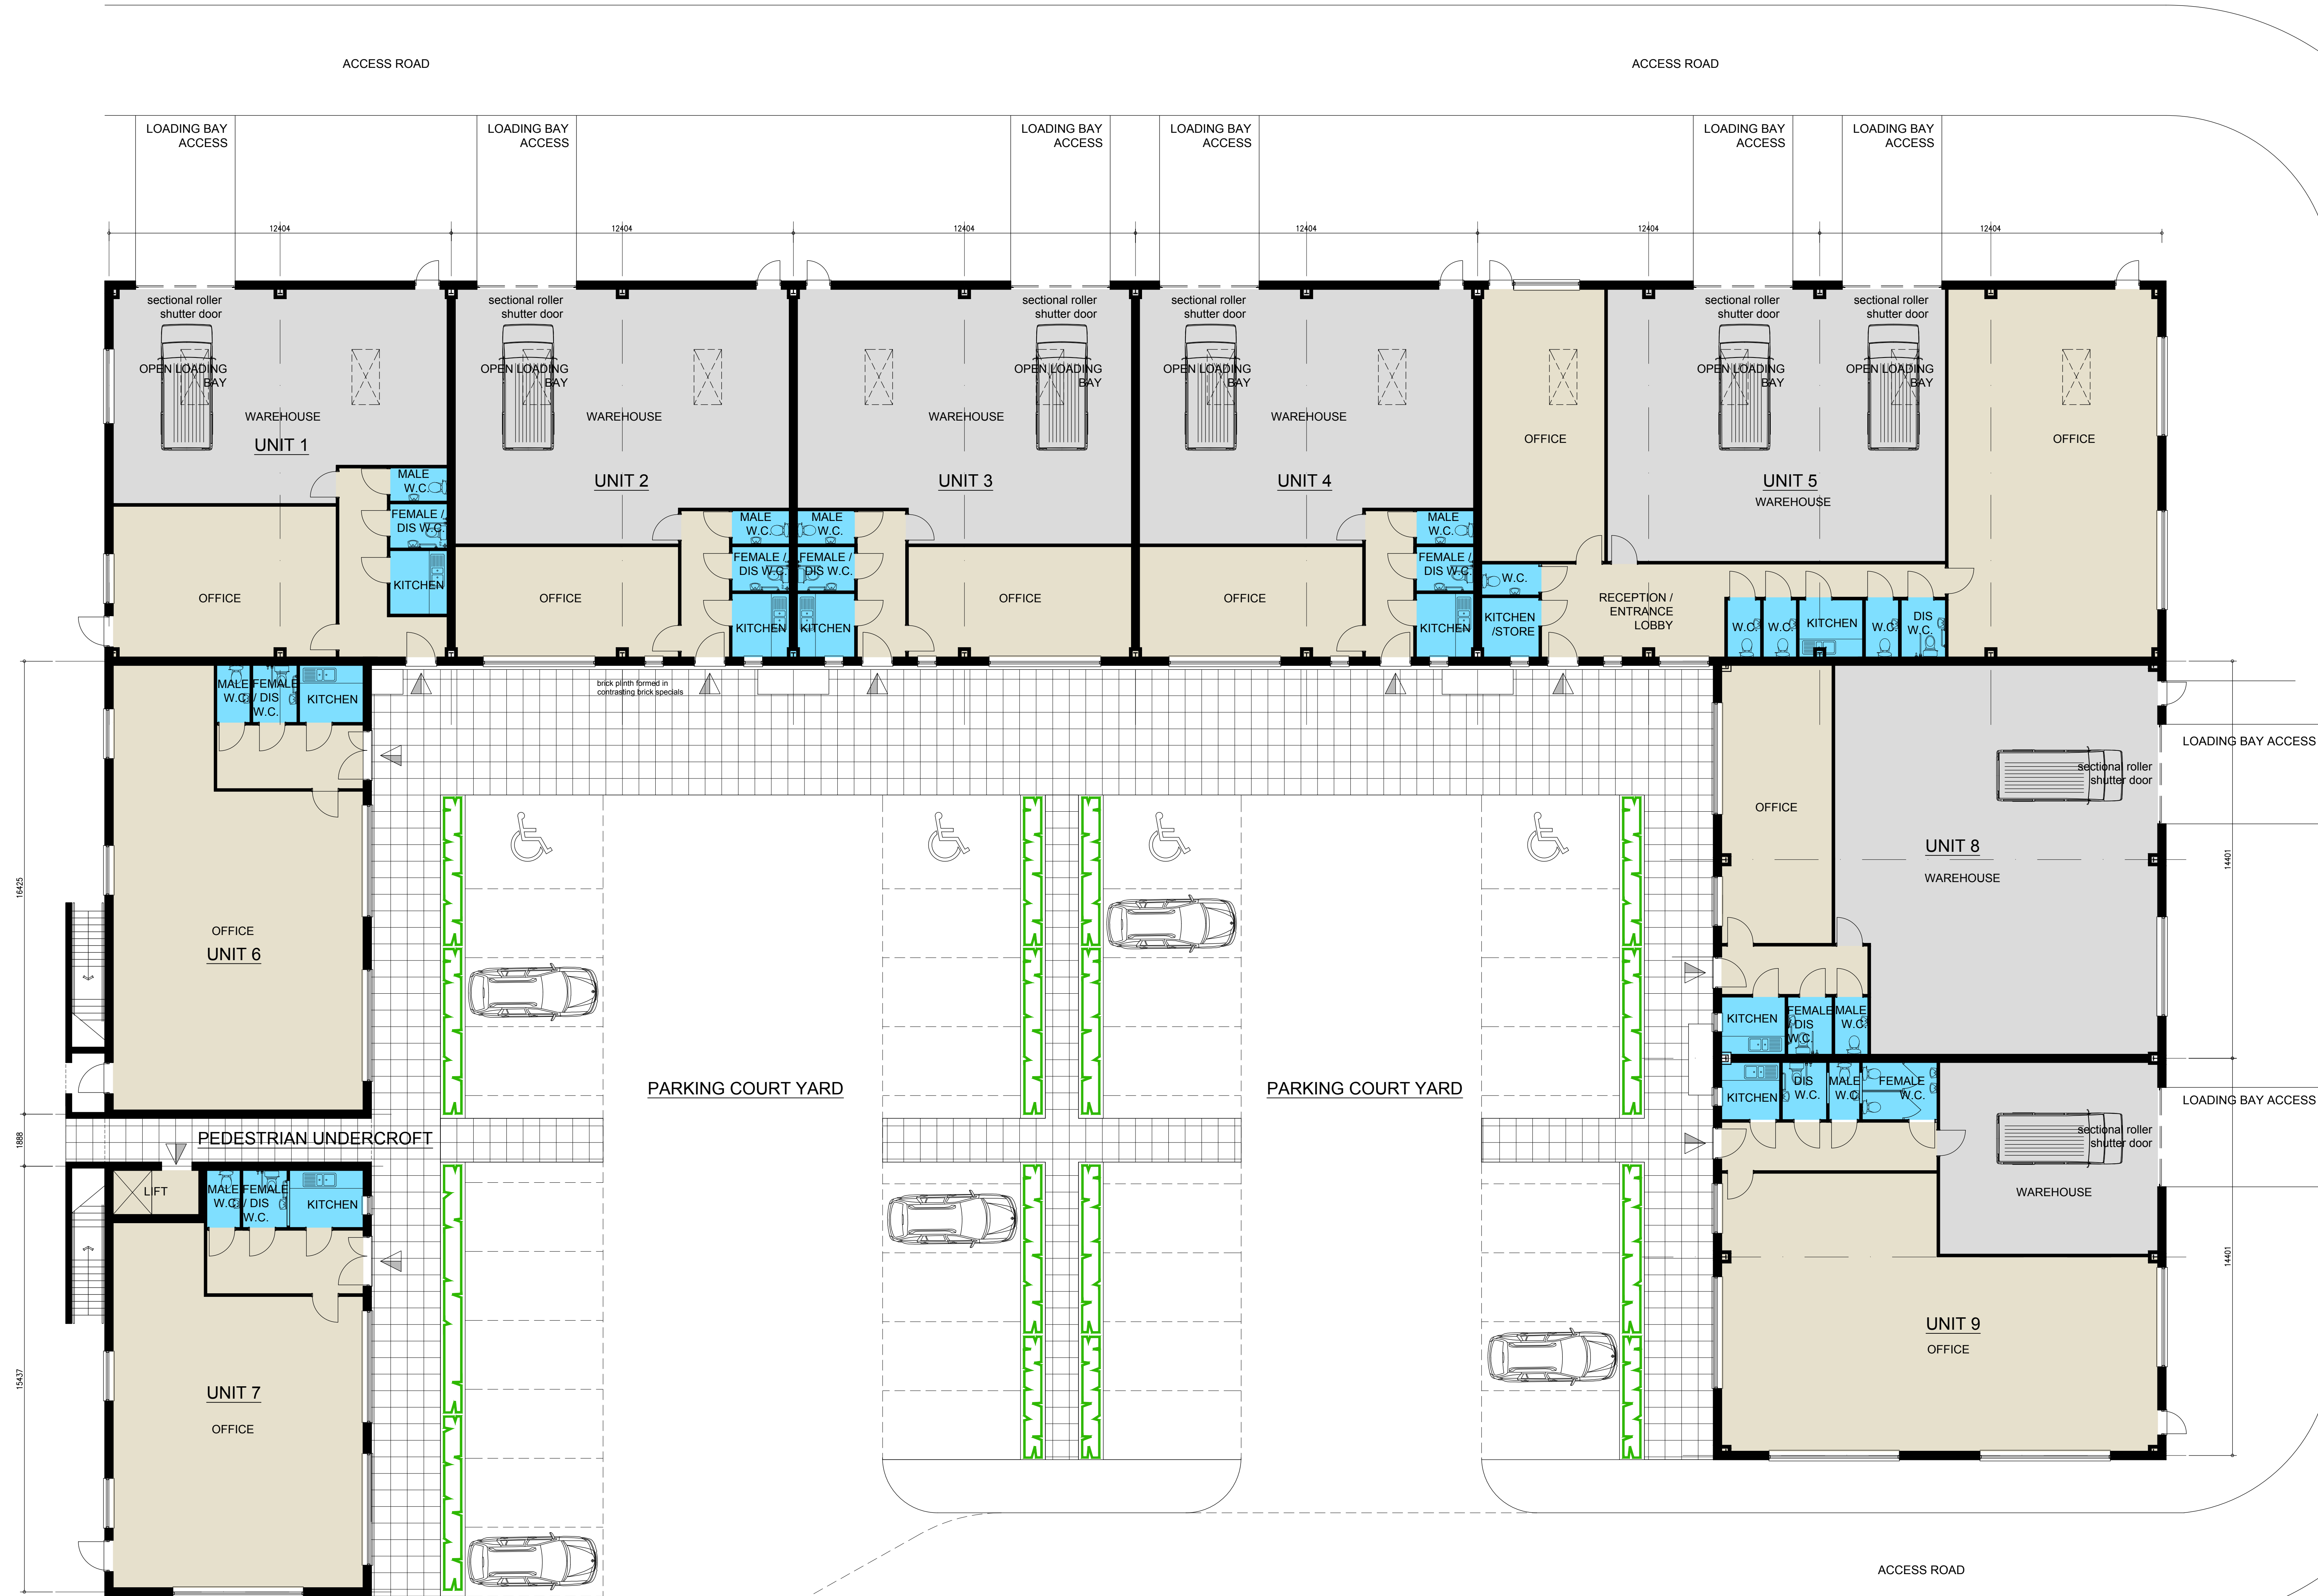 ACCESS ROAD
ACCESS ROAD
LOADING BAY
ACCESS
LOADING BAY
ACCESS
LOADING BAY
ACCESS
LOADING BAY
ACCESS
LOADING BAY
ACCESS
LOADING BAY
ACCESS
12404
12404
12404
12404
12404
12404
sectional roller
shutter door
OPEN LOADING
BAY
WAREHOUSE
UNIT 1
MALE
W.C.
FEMALE /
DIS W.C.
KITCHEN
OFFICE
sectional roller
shutter door
OPEN LOADING
BAY
WAREHOUSE
UNIT 2
MALE
W.C.
FEMALE /
DIS W.C.
KITCHEN
OFFICE
sectional roller
shutter door
OPEN LOADING
BAY
WAREHOUSE
UNIT 3
MALE
W.C.
FEMALE /
DIS W.C.
KITCHEN
OFFICE
sectional roller
shutter door
OPEN LOADING
BAY
WAREHOUSE
UNIT 4
MALE
W.C.
FEMALE /
DIS W.C.
KITCHEN
OFFICE
OFFICE
sectional roller
shutter door
sectional roller
shutter door
OPEN LOADING
BAY
OPEN LOADING
BAY
OFFICE
UNIT 5
WAREHOUSE
W.C.
KITCHEN
/STORE
RECEPTION /
ENTRANCE
LOBBY
W.C.
W.C.
KITCHEN
W.C.
DIS
W.C.
brick plinth formed in
contrasting brick specials
MALE
W.C.
FEMALE
/ DIS
W.C.
KITCHEN
OFFICE
UNIT 6
16425
1888
15437
PEDESTRIAN UNDERCROFT
LIFT
MALE
W.C.
FEMALE
/ DIS
W.C.
KITCHEN
UNIT 7
OFFICE
PARKING COURT YARD
PARKING COURT YARD
OFFICE
LOADING BAY ACCESS
sectional roller
shutter door
UNIT 8
WAREHOUSE
14401
KITCHEN
FEMALE
/ DIS
W.C.
MALE
W.C.
KITCHEN
DIS
W.C.
MALE
W.C.
FEMALE
W.C.
LOADING BAY ACCESS
sectional roller
shutter door
WAREHOUSE
14401
UNIT 9
OFFICE
ACCESS ROAD